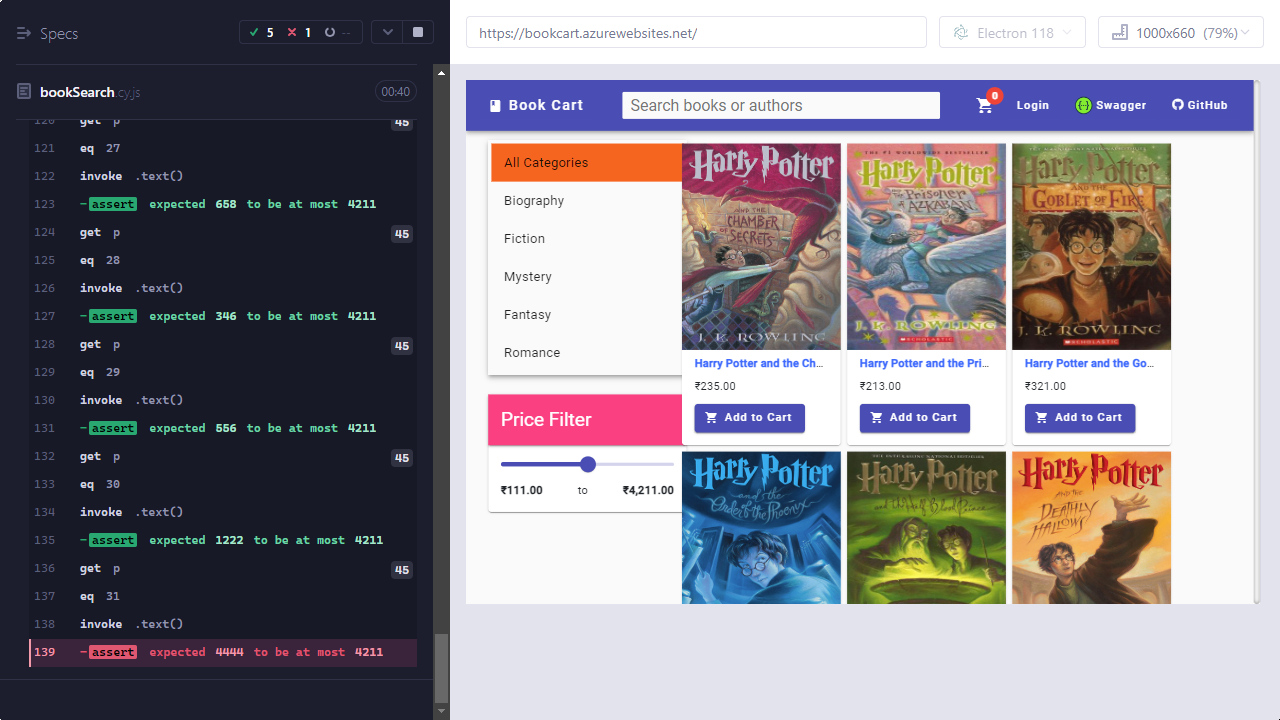 Specs
5
1
--
bookSearch.cy.js
00:40
120 get p 45
121 eq 27
122 invoke .text()
123 -assert expected 658 to be at most 4211
124 get p 45
125 eq 28
126 invoke .text()
127 -assert expected 346 to be at most 4211
128 get p 45
129 eq 29
130 invoke .text()
131 -assert expected 556 to be at most 4211
132 get p 45
133 eq 30
134 invoke .text()
135 -assert expected 1222 to be at most 4211
136 get p 45
137 eq 31
138 invoke .text()
139 -assert expected 4444 to be at most 4211
https://bookcart.azurewebsites.net/
Electron 118
1000x660 (79%)
Book Cart
Search books or authors
0
Login
Swagger
GitHub
All Categories
Biography
Fiction
Mystery
Fantasy
Romance
Price Filter
₹111.00 to ₹4,211.00
Harry Potter
AND THE
CHAMBER
OF
SECRETS
J. K. ROWLING
Harry Potter and the Ch...
₹235.00
Add to Cart
THE #1 WORLDWIDE BESTSELLER
Harry Potter
AND THE
Prisoner
OF
AZKABAN
J. K. ROWLING
SCHOLASTIC
Harry Potter and the Pri...
₹213.00
Add to Cart
Harry Potter
AND THE
GOBLET OF FIRE
J. K. ROWLING
SCHOLASTIC
Harry Potter and the Go...
₹321.00
Add to Cart
Harry Potter
and the
Order of the Phoenix
Harry Potter
and the Half-Blood Prince
Harry Potter
AND THE
DEATHLY
HALLOWS